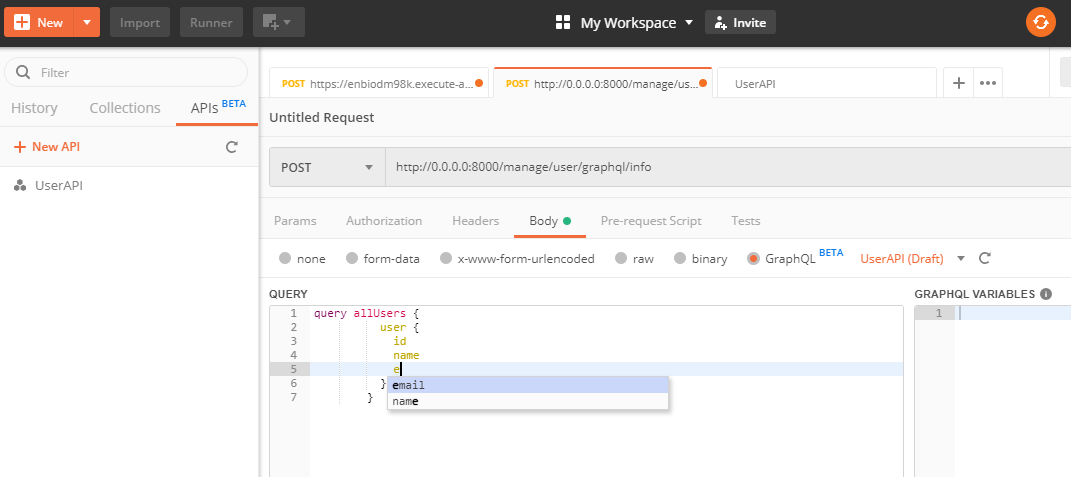 New Import Runner My Workspace Invite
Filter
History Collections APIs BETA
New API
UserAPI
POST https://enbiodm98k.execute-a... POST http://0.0.0.0:8000/manage/us... UserAPI
Untitled Request
POST http://0.0.0.0:8000/manage/user/graphql/info
Params Authorization Headers Body Pre-request Script Tests
none form-data x-www-form-urlencoded raw binary GraphQL BETA UserAPI (Draft)
QUERY GRAPHQL VARIABLES
1 query allUsers { 1
2 user {
3 id
4 name
5 e
6 } email
name
7 }